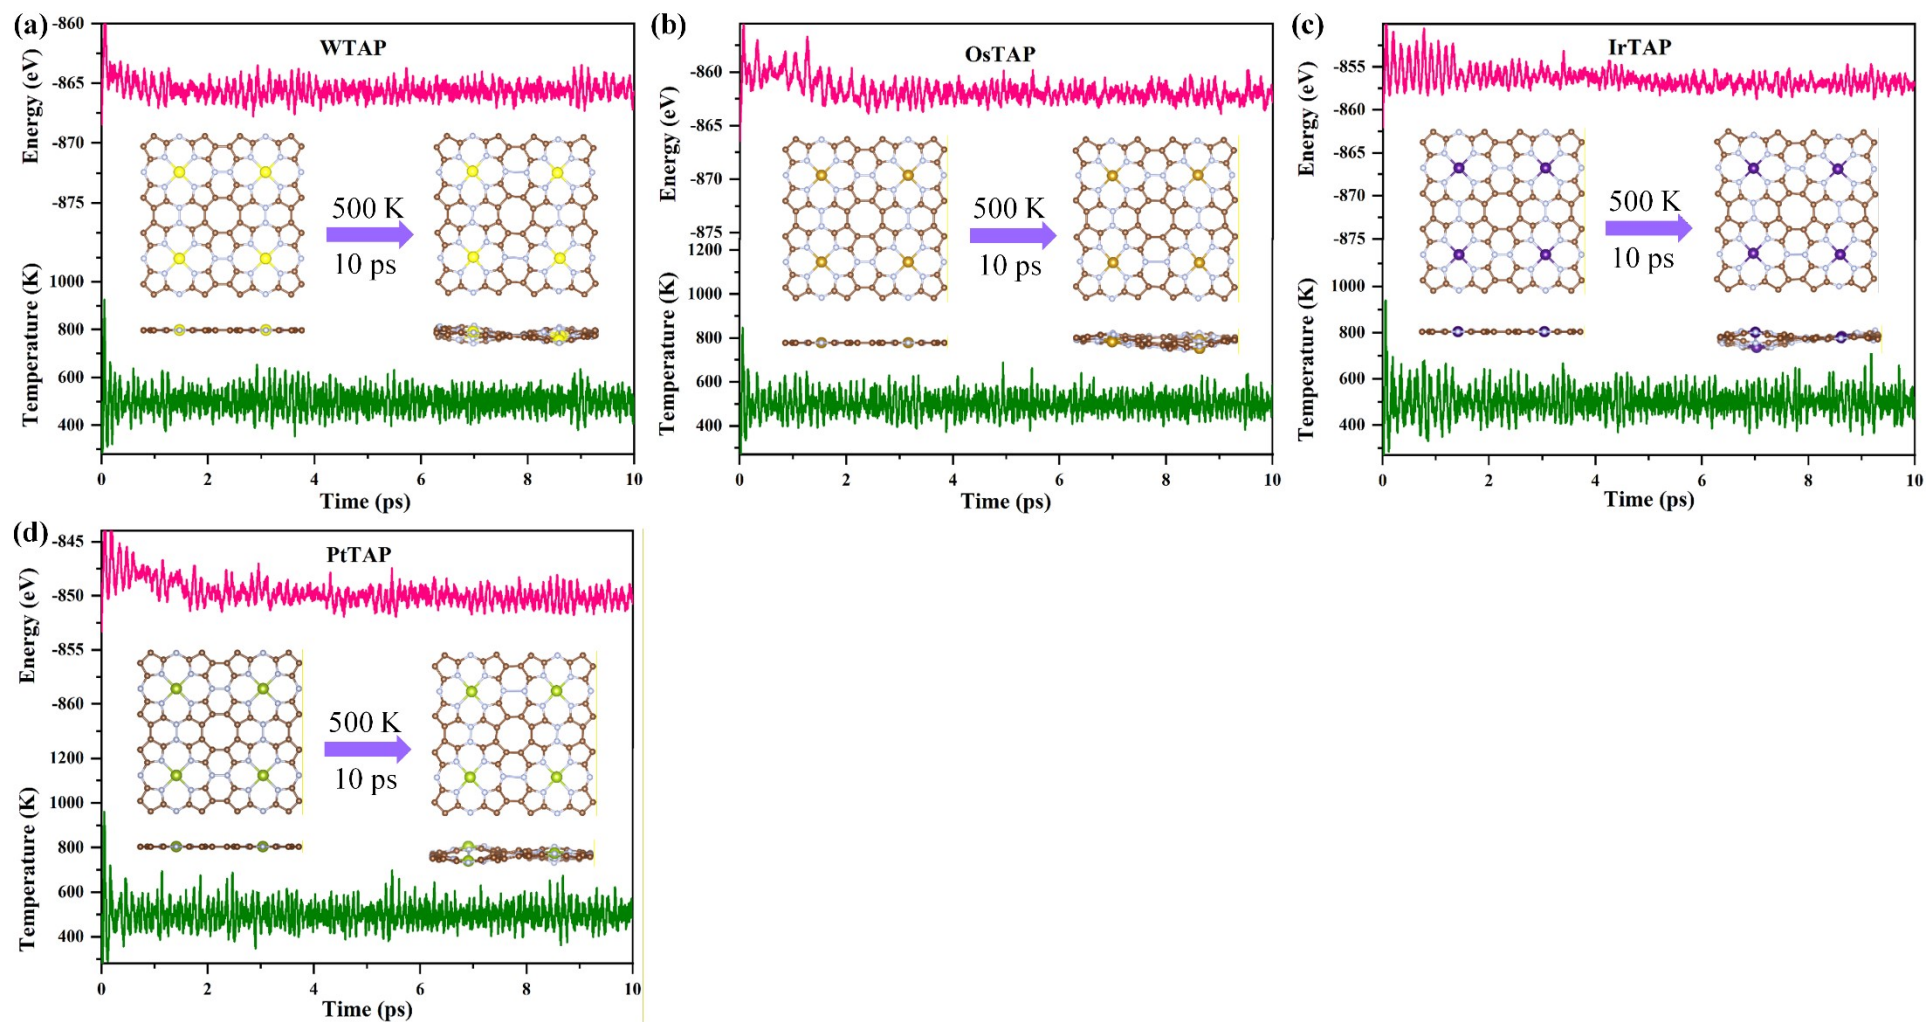 (a)
WTAP
Energy (eV)
-860
-865
-870
-875
500 K
10 ps
Temperature (K)
1000
800
600
400
0 2 4 6 8 10
Time (ps)
(b)
OsTAP
Energy (eV)
-860
-865
-870
-875
500 K
10 ps
Temperature (K)
1200
1000
800
600
400
0 2 4 6 8 10
Time (ps)
(c)
IrTAP
Energy (eV)
-855
-860
-865
-870
-875
500 K
10 ps
Temperature (K)
1000
800
600
400
0 2 4 6 8 10
Time (ps)
(d)
PtTAP
Energy (eV)
-845
-850
-855
-860
500 K
10 ps
Temperature (K)
1200
1000
800
600
400
0 2 4 6 8 10
Time (ps)